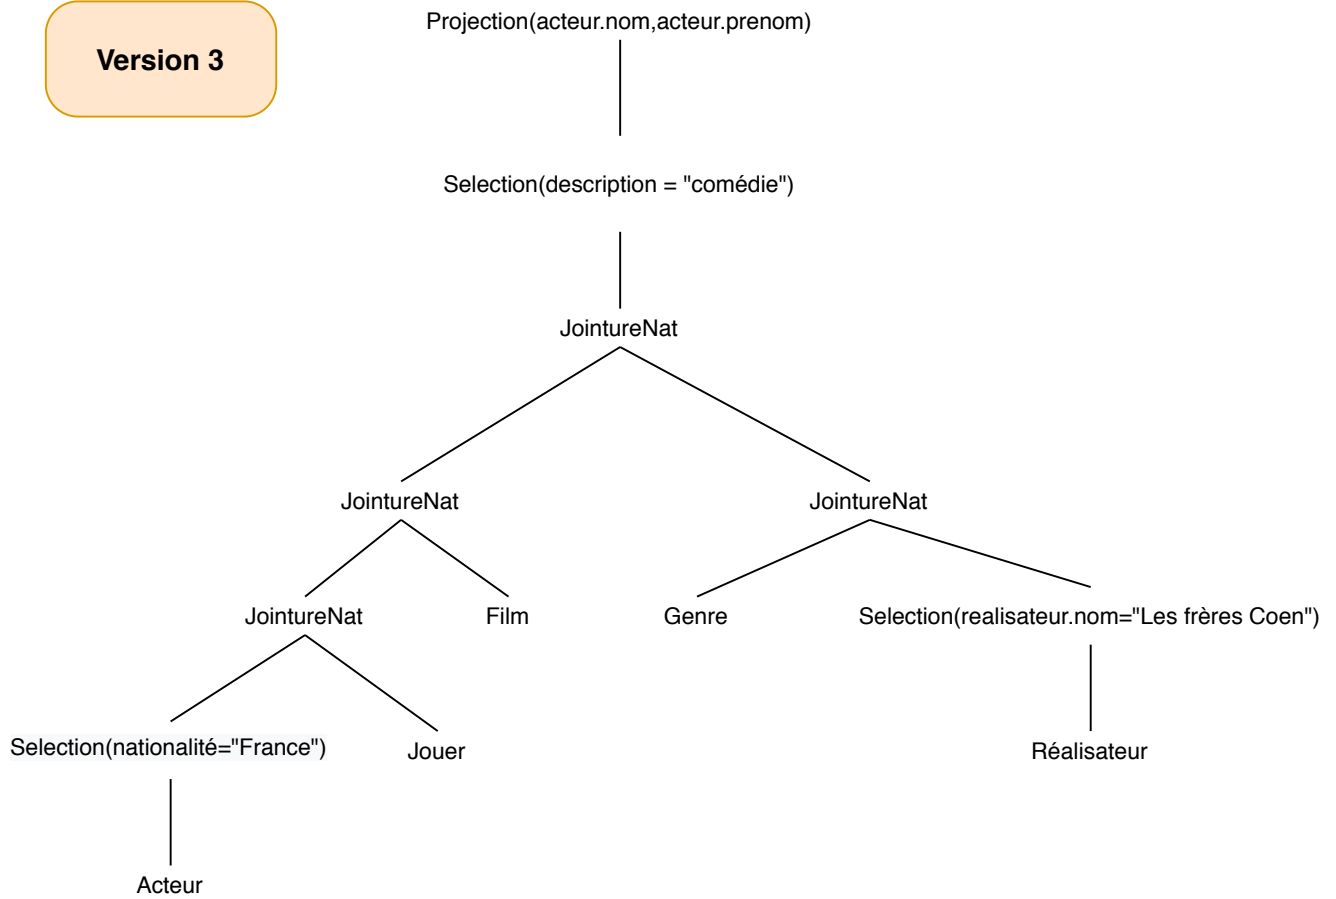 Version 3
Projection(acteur.nom,acteur.prenom)
Selection(description = "comédie")
JointureNat
JointureNat
JointureNat
JointureNat
Film
Genre
Selection(realisateur.nom="Les frères Coen")
Selection(nationalité="France")
Jouer
Réalisateur
Acteur